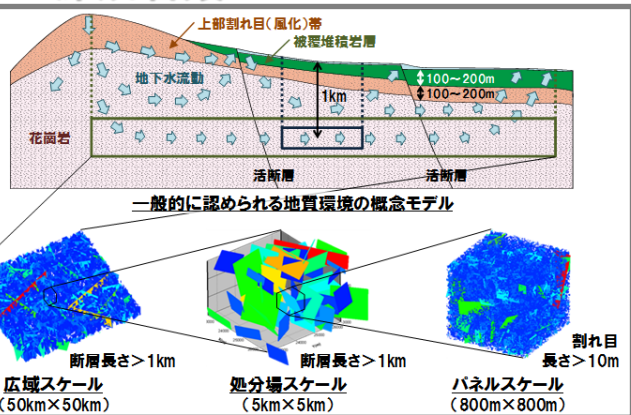 上部割れ目(風化)帯
被覆堆積岩層
地下水流動
100～200m
100～200m
1km
花崗岩
活断層
活断層
一般的に認められる地質環境の概念モデル
断層長さ＞1km
断層長さ＞1km
割れ目
長さ＞10m
広域スケール
処分場スケール
パネルスケール
(50km×50km)
(5km×5km)
(800m×800m)